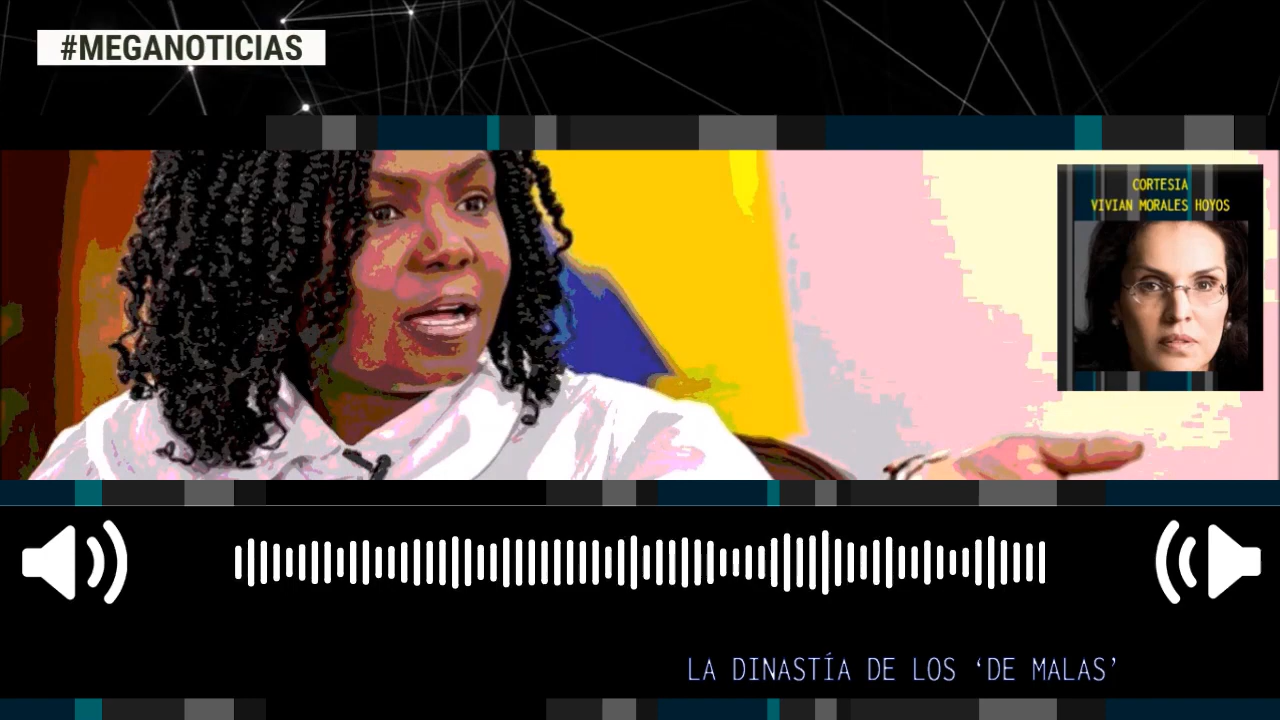 #MEGANOTICIAS
CORTESIA
VIVIAN MORALES HOYOS
LA DINASTÍA DE LOS ‘DE MALAS’